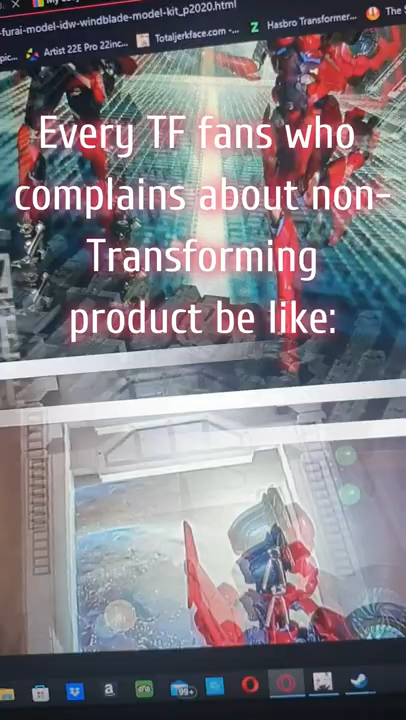 -furai-model-idw-windblade-model-kit_p2020.html
pic...
Artist 22E Pro 22inc...
Totaljerkface.com -...
Hasbro Transformer...
The S
Every TF fans who
complains about non-
Transforming
product be like:
99+